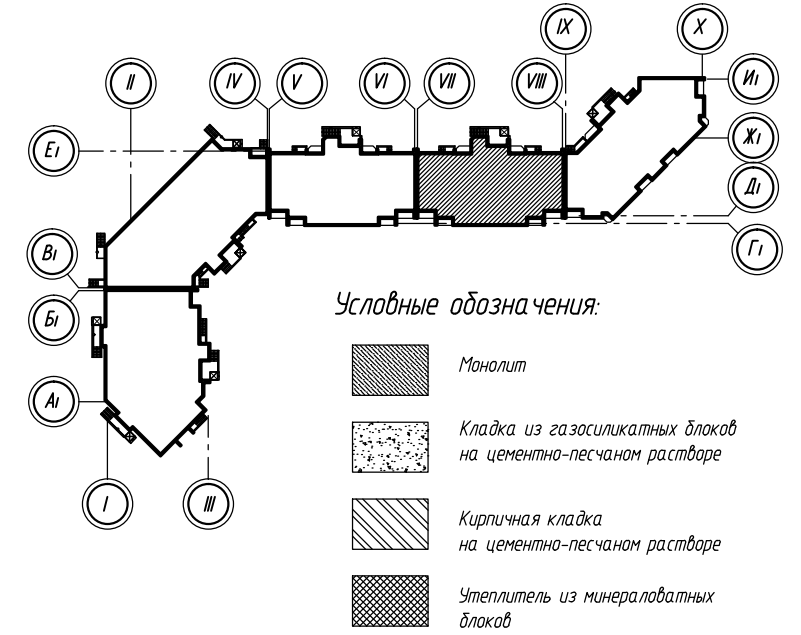 IX
X
II
IV
V
VI
VII
VIII
И1
Е1
Ж1
Д1
В1
Г1
Б1
А1
I
III
Условные обозначения:
Монолит
Кладка из газосиликатных блоков
на цементно-песчаном растворе
Кирпичная кладка
на цементно-песчаном растворе
Утеплитель из минераловатных
блоков